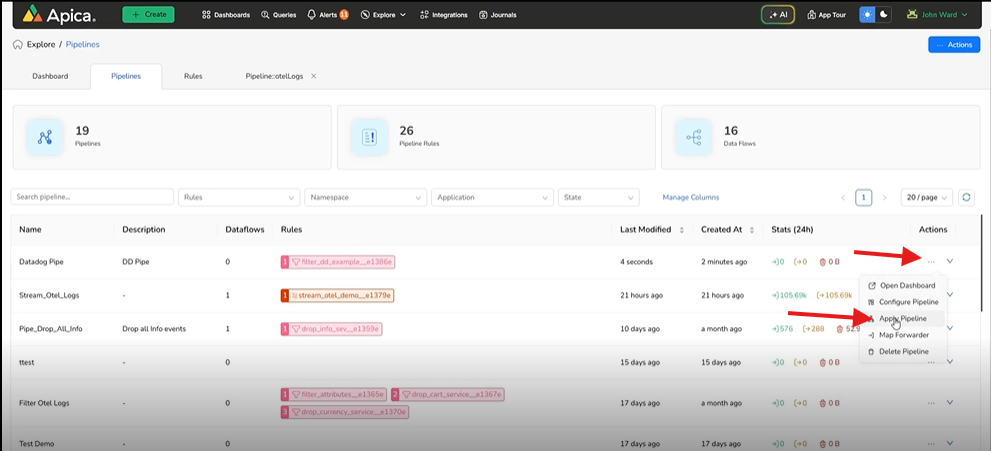 Apica. + Create Dashboards Queries Alerts 11 Explore Integrations Journals AI App Tour John Ward
Explore / Pipelines ... Actions
Dashboard Pipelines Rules Pipeline::otelLogs ×
19 Pipelines
26 Pipeline Rules
16 Data Flows
Search pipeline... Rules Namespace Application State Manage Columns < 1 > 20 / page
Name Description Dataflows Rules Last Modified Created At Stats (24h) Actions
Datadog Pipe DD Pipe 0 1 filter_dd_example__e1386e 4 seconds 2 minutes ago 0 0 0 B ...
Open Dashboard
Stream_Otel_Logs - 1 1 stream_otel_demo__e1379e 21 hours ago 21 hours ago 105.69k 105.69k
Configure Pipeline
Apply Pipeline
Pipe_Drop_All_Info Drop all Info events 1 1 drop_info_sev__e1359e 10 days ago a month ago 576 288 52.9
Map Forwarder
Delete Pipeline
ttest - 0 15 days ago 15 days ago 0 0 0 B
Filter Otel Logs 0 1 filter_attributes__e1365e 2 drop_cart_service__e1367e 17 days ago a month ago 0 0 0 B ...
3 drop_currency_service__e1370e
Test Demo - 0 17 days ago 17 days ago 0 0 0 B ...